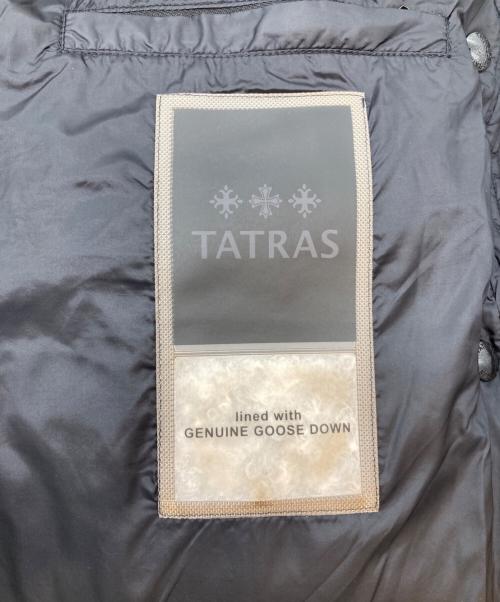 TATRAS
lined with
GENUINE GOOSE DOWN